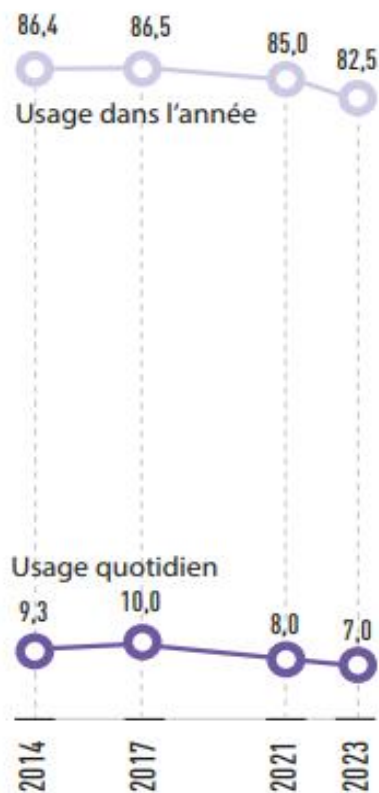 86,4 86,5 85,0 82,5
Usage dans l'année
Usage quotidien
9,3 10,0 8,0 7,0
2014 2017 2021 2023